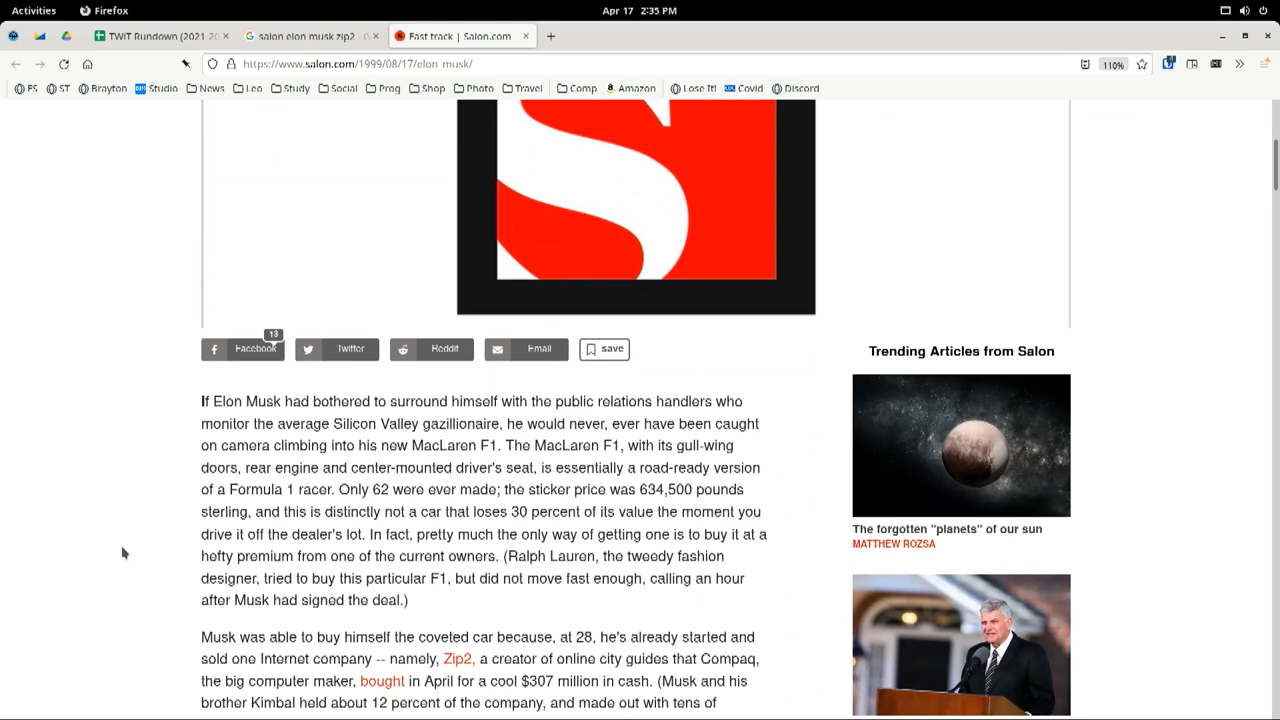 Activities
Firefox
Apr 17 2:35 PM
TWiT Rundown (2021-20
salon elon musk zip2 - G
Fast track | Salon.com
https://www.salon.com/1999/08/17/elon_musk/
110%
FS
ST
Brayton
Studio
News
Leo
Study
Social
Prog
Shop
Photo
Travel
Comp
Amazon
Lose It!
Covid
Discord
13
Facebook
Twitter
Reddit
Email
save
Trending Articles from Salon
If Elon Musk had bothered to surround himself with the public relations handlers who
monitor the average Silicon Valley gazillionaire, he would never, ever have been caught
on camera climbing into his new MacLaren F1. The MacLaren F1, with its gull-wing
doors, rear engine and center-mounted driver's seat, is essentially a road-ready version
of a Formula 1 racer. Only 62 were ever made; the sticker price was 634,500 pounds
sterling, and this is distinctly not a car that loses 30 percent of its value the moment you
drive it off the dealer's lot. In fact, pretty much the only way of getting one is to buy it at a
hefty premium from one of the current owners. (Ralph Lauren, the tweedy fashion
designer, tried to buy this particular F1, but did not move fast enough, calling an hour
after Musk had signed the deal.)
Musk was able to buy himself the coveted car because, at 28, he's already started and
sold one Internet company -- namely, Zip2, a creator of online city guides that Compaq,
the big computer maker, bought in April for a cool $307 million in cash. (Musk and his
brother Kimbal held about 12 percent of the company, and made out with tens of
The forgotten "planets" of our sun
MATTHEW ROZSA